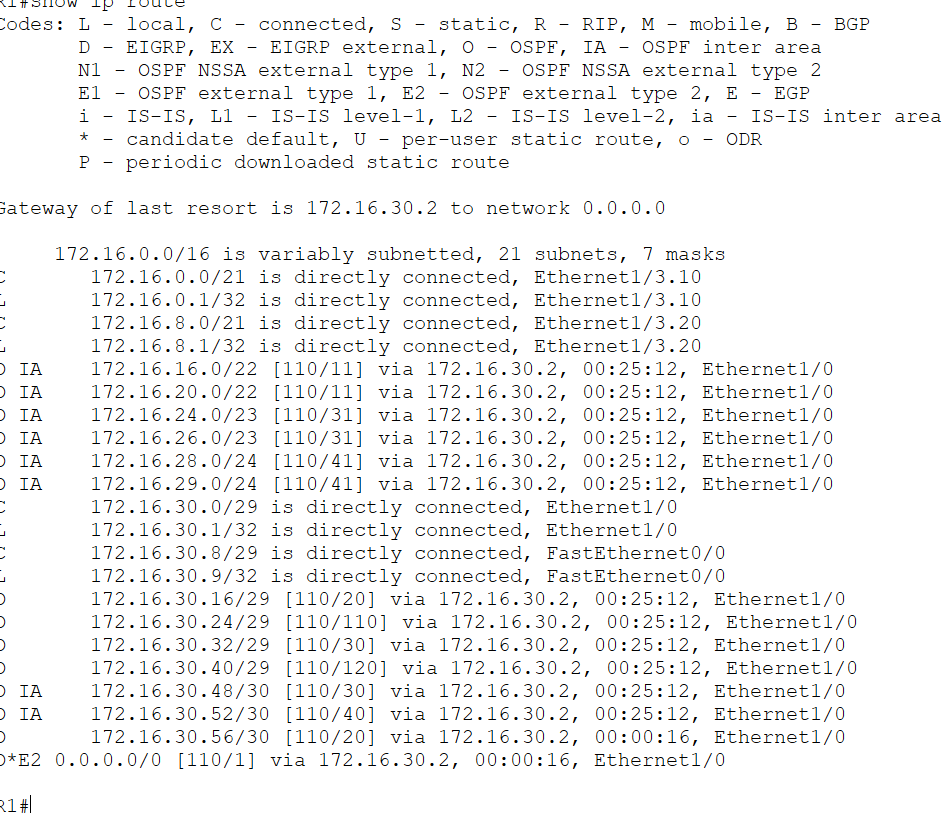 R1#show ip route
Codes: L - local, C - connected, S - static, R - RIP, M - mobile, B - BGP
D - EIGRP, EX - EIGRP external, O - OSPF, IA - OSPF inter area
N1 - OSPF NSSA external type 1, N2 - OSPF NSSA external type 2
E1 - OSPF external type 1, E2 - OSPF external type 2, E - EGP
i - IS-IS, L1 - IS-IS level-1, L2 - IS-IS level-2, ia - IS-IS inter area
* - candidate default, U - per-user static route, o - ODR
P - periodic downloaded static route
Gateway of last resort is 172.16.30.2 to network 0.0.0.0
172.16.0.0/16 is variably subnetted, 21 subnets, 7 masks
C 172.16.0.0/21 is directly connected, Ethernet1/3.10
L 172.16.0.1/32 is directly connected, Ethernet1/3.10
C 172.16.8.0/21 is directly connected, Ethernet1/3.20
L 172.16.8.1/32 is directly connected, Ethernet1/3.20
O IA 172.16.16.0/22 [110/11] via 172.16.30.2, 00:25:12, Ethernet1/0
O IA 172.16.20.0/22 [110/11] via 172.16.30.2, 00:25:12, Ethernet1/0
O IA 172.16.24.0/23 [110/31] via 172.16.30.2, 00:25:12, Ethernet1/0
O IA 172.16.26.0/23 [110/31] via 172.16.30.2, 00:25:12, Ethernet1/0
O IA 172.16.28.0/24 [110/41] via 172.16.30.2, 00:25:12, Ethernet1/0
O IA 172.16.29.0/24 [110/41] via 172.16.30.2, 00:25:12, Ethernet1/0
C 172.16.30.0/29 is directly connected, Ethernet1/0
L 172.16.30.1/32 is directly connected, Ethernet1/0
C 172.16.30.8/29 is directly connected, FastEthernet0/0
L 172.16.30.9/32 is directly connected, FastEthernet0/0
O 172.16.30.16/29 [110/20] via 172.16.30.2, 00:25:12, Ethernet1/0
O 172.16.30.24/29 [110/110] via 172.16.30.2, 00:25:12, Ethernet1/0
O 172.16.30.32/29 [110/30] via 172.16.30.2, 00:25:12, Ethernet1/0
O 172.16.30.40/29 [110/120] via 172.16.30.2, 00:25:12, Ethernet1/0
O IA 172.16.30.48/30 [110/30] via 172.16.30.2, 00:25:12, Ethernet1/0
O IA 172.16.30.52/30 [110/40] via 172.16.30.2, 00:25:12, Ethernet1/0
O 172.16.30.56/30 [110/20] via 172.16.30.2, 00:00:16, Ethernet1/0
O*E2 0.0.0.0/0 [110/1] via 172.16.30.2, 00:00:16, Ethernet1/0
R1#